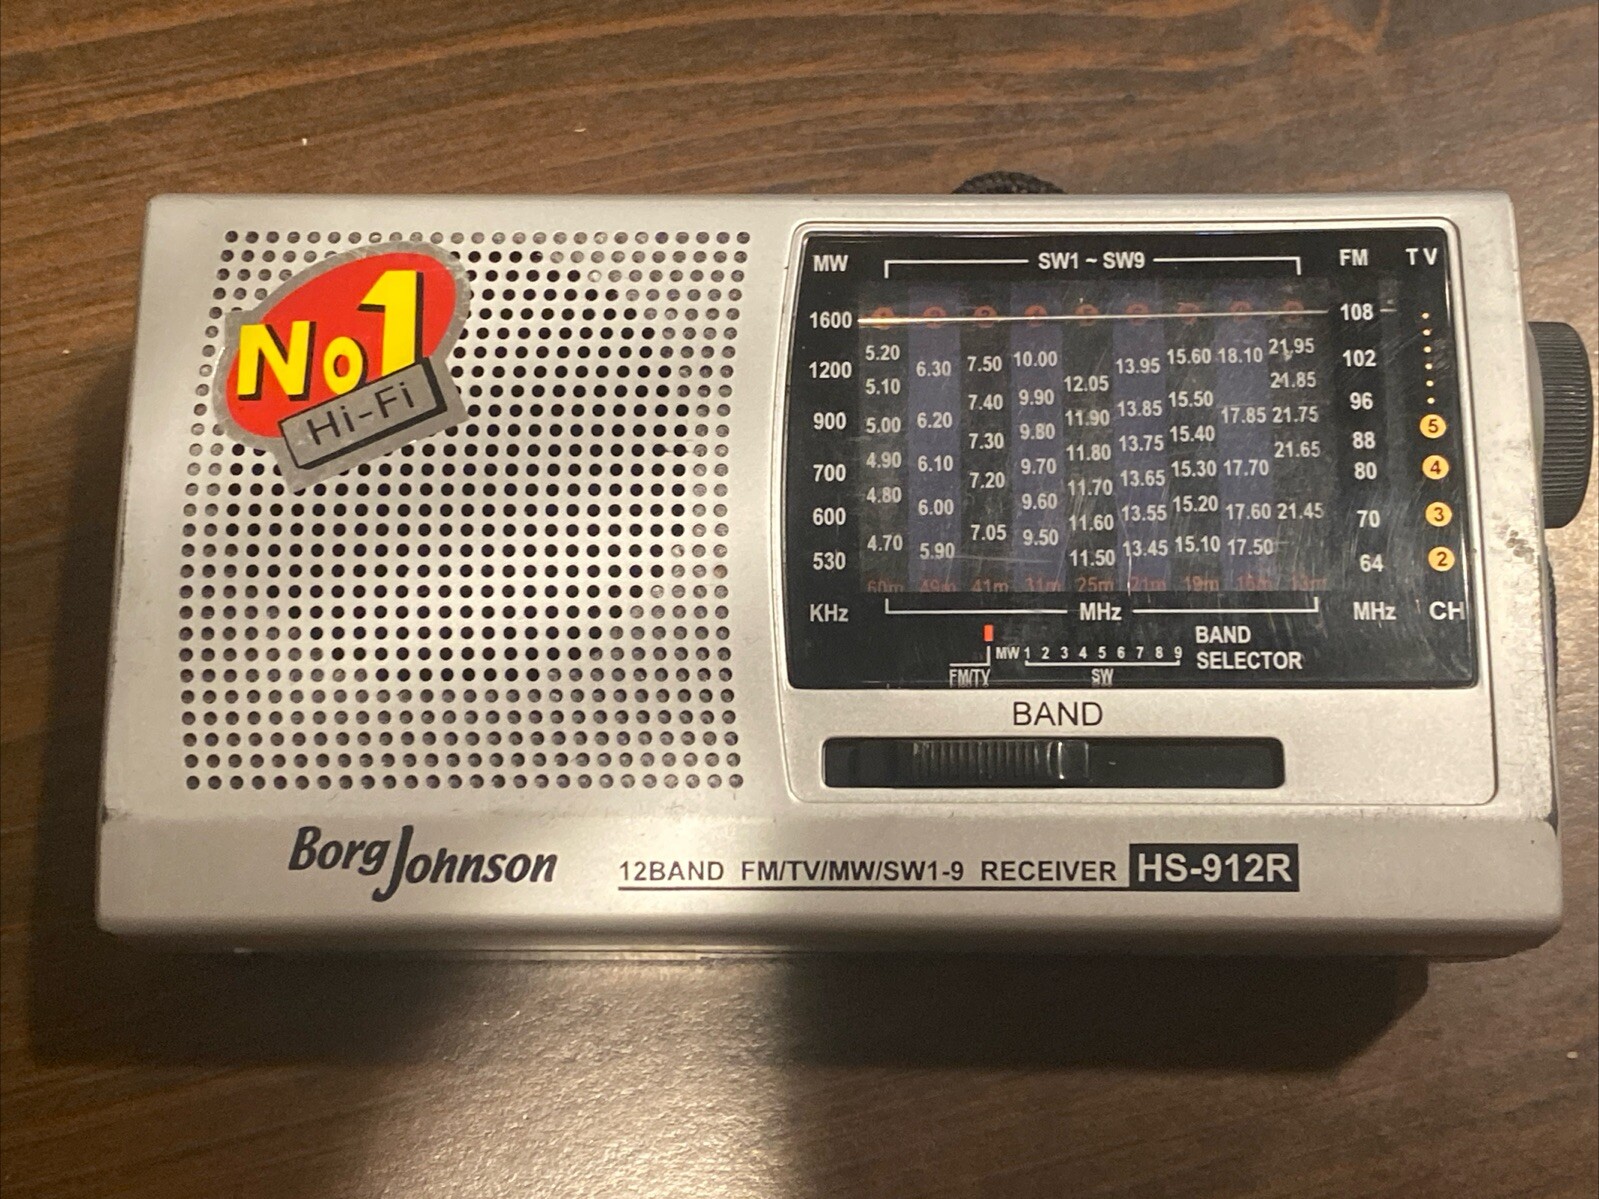 No1
Hi-Fi
MW SW1 ~ SW9 FM TV
1600 108
5.20 6.30 7.50 10.00 13.95 15.60 18.10 21.95
1200 102
5.10 7.40 9.90 12.05 13.85 15.50 17.85 21.85
900 96
5.00 6.20 7.30 9.80 11.90 13.75 15.40 21.75
88 5
4.90 6.10 7.20 9.70 11.80 13.65 15.30 17.70 21.65
700 80 4
4.80 6.00 9.60 11.70 13.55 15.20 17.60 21.45
600 70 3
4.70 5.90 7.05 9.50 11.60 13.45 15.10 17.50
530 11.50 64 2
60m 49m 41m 31m 25m 21m 19m 16m 13m
KHz MHz MHz CH
MW 1 2 3 4 5 6 7 8 9 BAND
FM/TV SW SELECTOR
BAND
BorgJohnson
12BAND FM/TV/MW/SW1-9 RECEIVER HS-912R